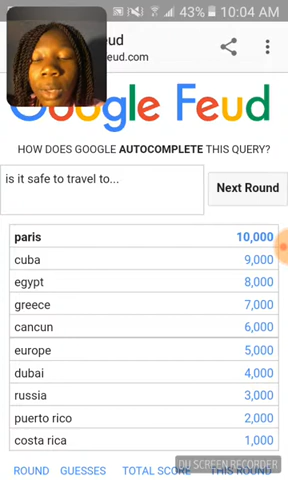 43% 10:04 AM
eud
feud.com
Google Feud
HOW DOES GOOGLE AUTOCOMPLETE THIS QUERY?
is it safe to travel to...
Next Round
paris 10,000
cuba 9,000
egypt 8,000
greece 7,000
cancun 6,000
europe 5,000
dubai 4,000
russia 3,000
puerto rico 2,000
costa rica 1,000
DU SCREEN RECORDER
ROUND GUESSES TOTAL SCORE THIS ROUND